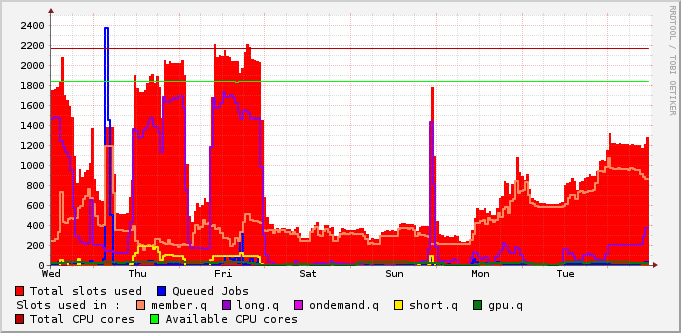 2400
2200
2000
1800
1600
1400
1200
1000
800
600
400
200
0
Wed Thu Fri Sat Sun Mon Tue
RRDTOOL / TOBI OETIKER
Total slots used Queued Jobs
Slots used in : member.q long.q ondemand.q short.q gpu.q
Total CPU cores Available CPU cores